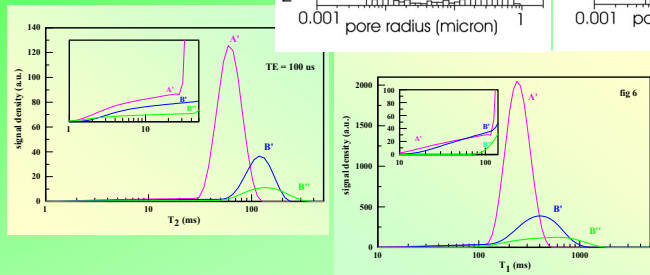 0.001 1
pore radius (micron)
0.001
po
140
120
100
80
60
40
20
0
signal density (a.u.)
A'
B'
B''
TE = 100 us
A'
B'
B''
1 10
1 10 100
T2 (ms)
2000
1500
1000
500
0
signal density (a.u.)
100
80
60
40
20
0
A'
B'
10 100
A'
B'
B''
fig 6
10 100 1000
T1 (ms)